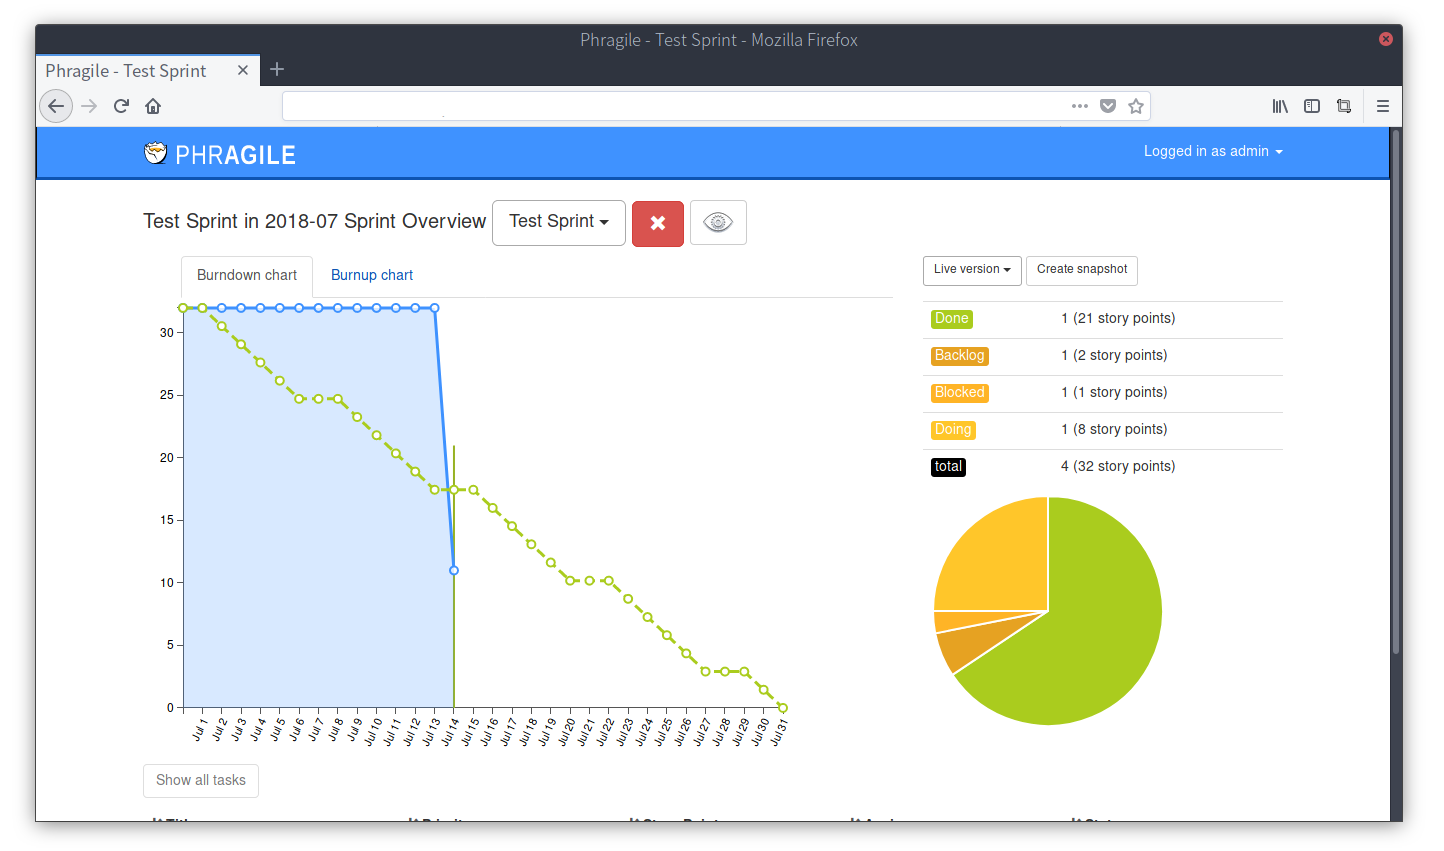 Phragile - Test Sprint - Mozilla Firefox
Phragile - Test Sprint
PHRAGILE
Logged in as admin
Test Sprint in 2018-07 Sprint Overview
Test Sprint
Burndown chart
Burnup chart
Live version
Create snapshot
Done 1 (21 story points)
Backlog 1 (2 story points)
Blocked 1 (1 story points)
Doing 1 (8 story points)
total 4 (32 story points)
30
25
20
15
10
5
0
Jul 1
Jul 2
Jul 3
Jul 4
Jul 5
Jul 6
Jul 7
Jul 8
Jul 9
Jul 10
Jul 11
Jul 12
Jul 13
Jul 14
Jul 15
Jul 16
Jul 17
Jul 18
Jul 19
Jul 20
Jul 21
Jul 22
Jul 23
Jul 24
Jul 25
Jul 26
Jul 27
Jul 28
Jul 29
Jul 30
Jul 31
Show all tasks